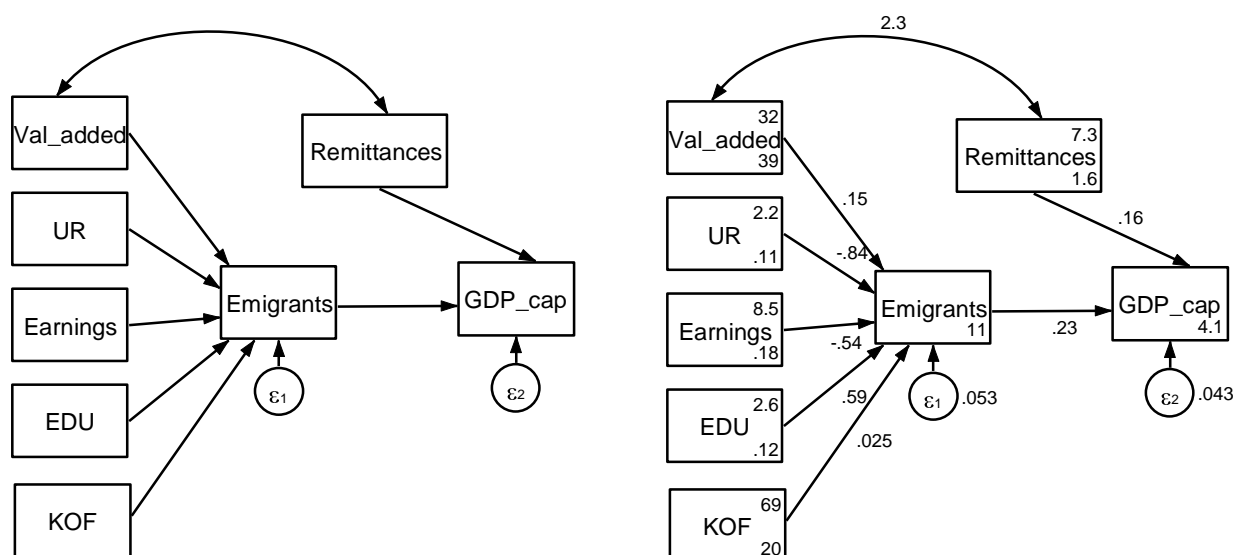 Val_added
Remittances
UR
Emigrants
GDP_cap
Earnings
ε1
ε2
EDU
KOF
2.3
32
Val_added
39
7.3
Remittances
1.6
.15
.16
2.2
UR
.11
-.84
Emigrants
11
.23
GDP_cap
4.1
8.5
Earnings
.18
-.54
ε1
.053
ε2
.043
2.6
EDU
.12
.59
.025
69
KOF
20